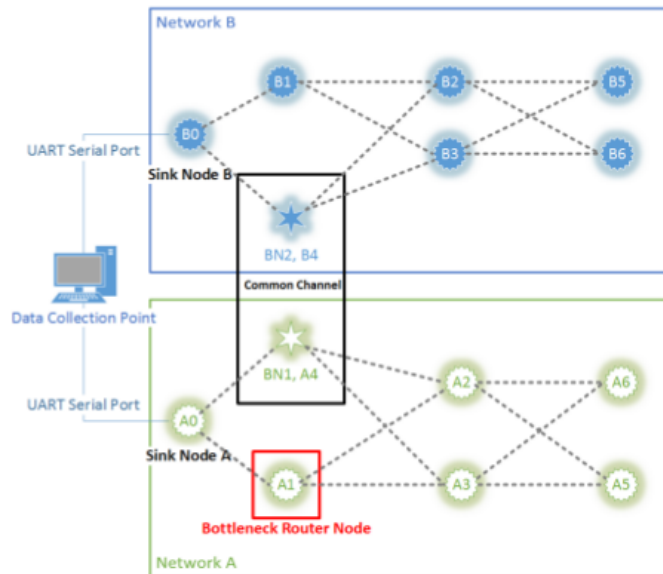 Network B
B1
B2
B5
B0
UART Serial Port
B3
B6
Sink Node B
BN2, B4
Common Channel
Data Collection Point
BN1, A4
A2
A6
UART Serial Port
A0
Sink Node A
A1
A3
A5
Bottleneck Router Node
Network A